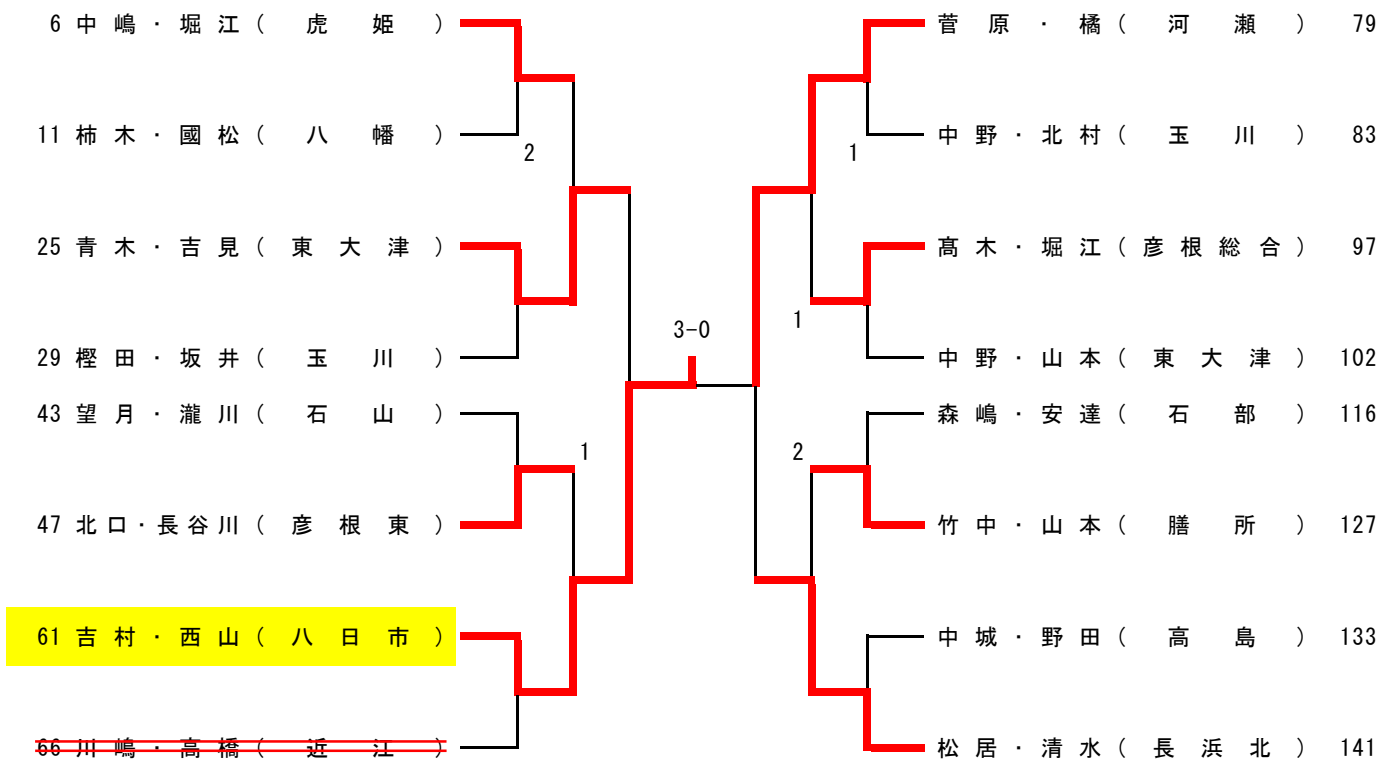 6 中嶋・堀江(虎姫)
菅原・橘(河瀬) 79
11 柿木・國松(八幡)
2
中野・北村(玉川) 83
1
25 青木・吉見(東大津)
髙木・堀江(彦根総合) 97
3-0
1
29 樫田・坂井(玉川)
中野・山本(東大津) 102
43 望月・瀧川(石山)
森嶋・安達(石部) 116
1
2
47 北口・長谷川(彦根東)
竹中・山本(膳所) 127
61 吉村・西山(八日市)
中城・野田(高島) 133
66 川嶋・高橋(近江)
松居・清水(長浜北) 141